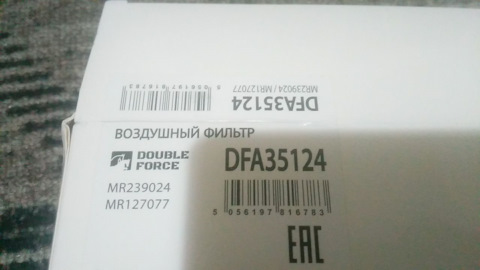 DFA35124
MR239024 / MR127077
5 056197 816783
ВОЗДУШНЫЙ ФИЛЬТР
DOUBLE
FORCE
DFA35124
MR239024
MR127077
5 056197 816783
EAC